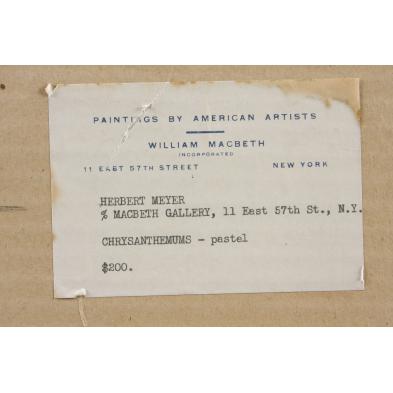 PAINTINGS BY AMERICAN ARTISTS
WILLIAM MACBETH
INCORPORATED
11 EAST 57TH STREET NEW YORK
HERBERT MEYER
% MACBETH GALLERY, 11 East 57th St., N.Y.
CHRYSANTHEMUMS - pastel
$200.